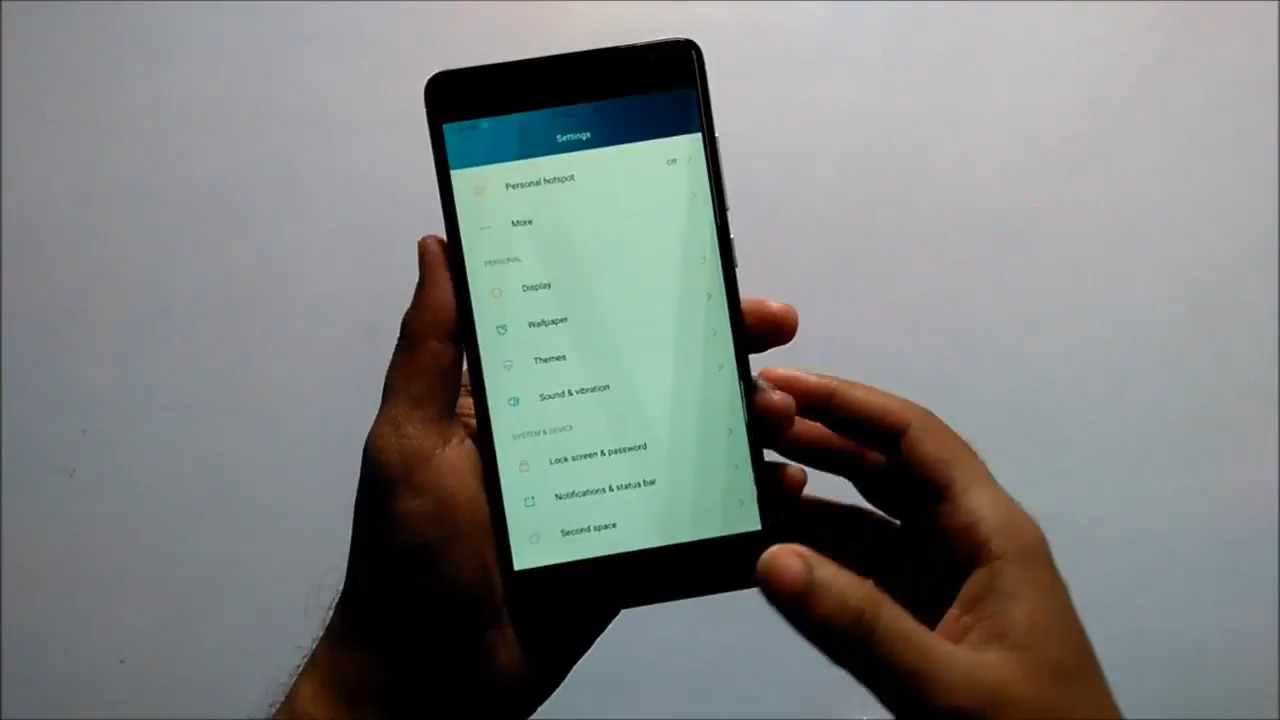 Settings
Personal hotspot Off
More
PERSONAL
Display
Wallpaper
Themes
Sound & vibration
SYSTEM & DEVICE
Lock screen & password
Notifications & status bar
Second space